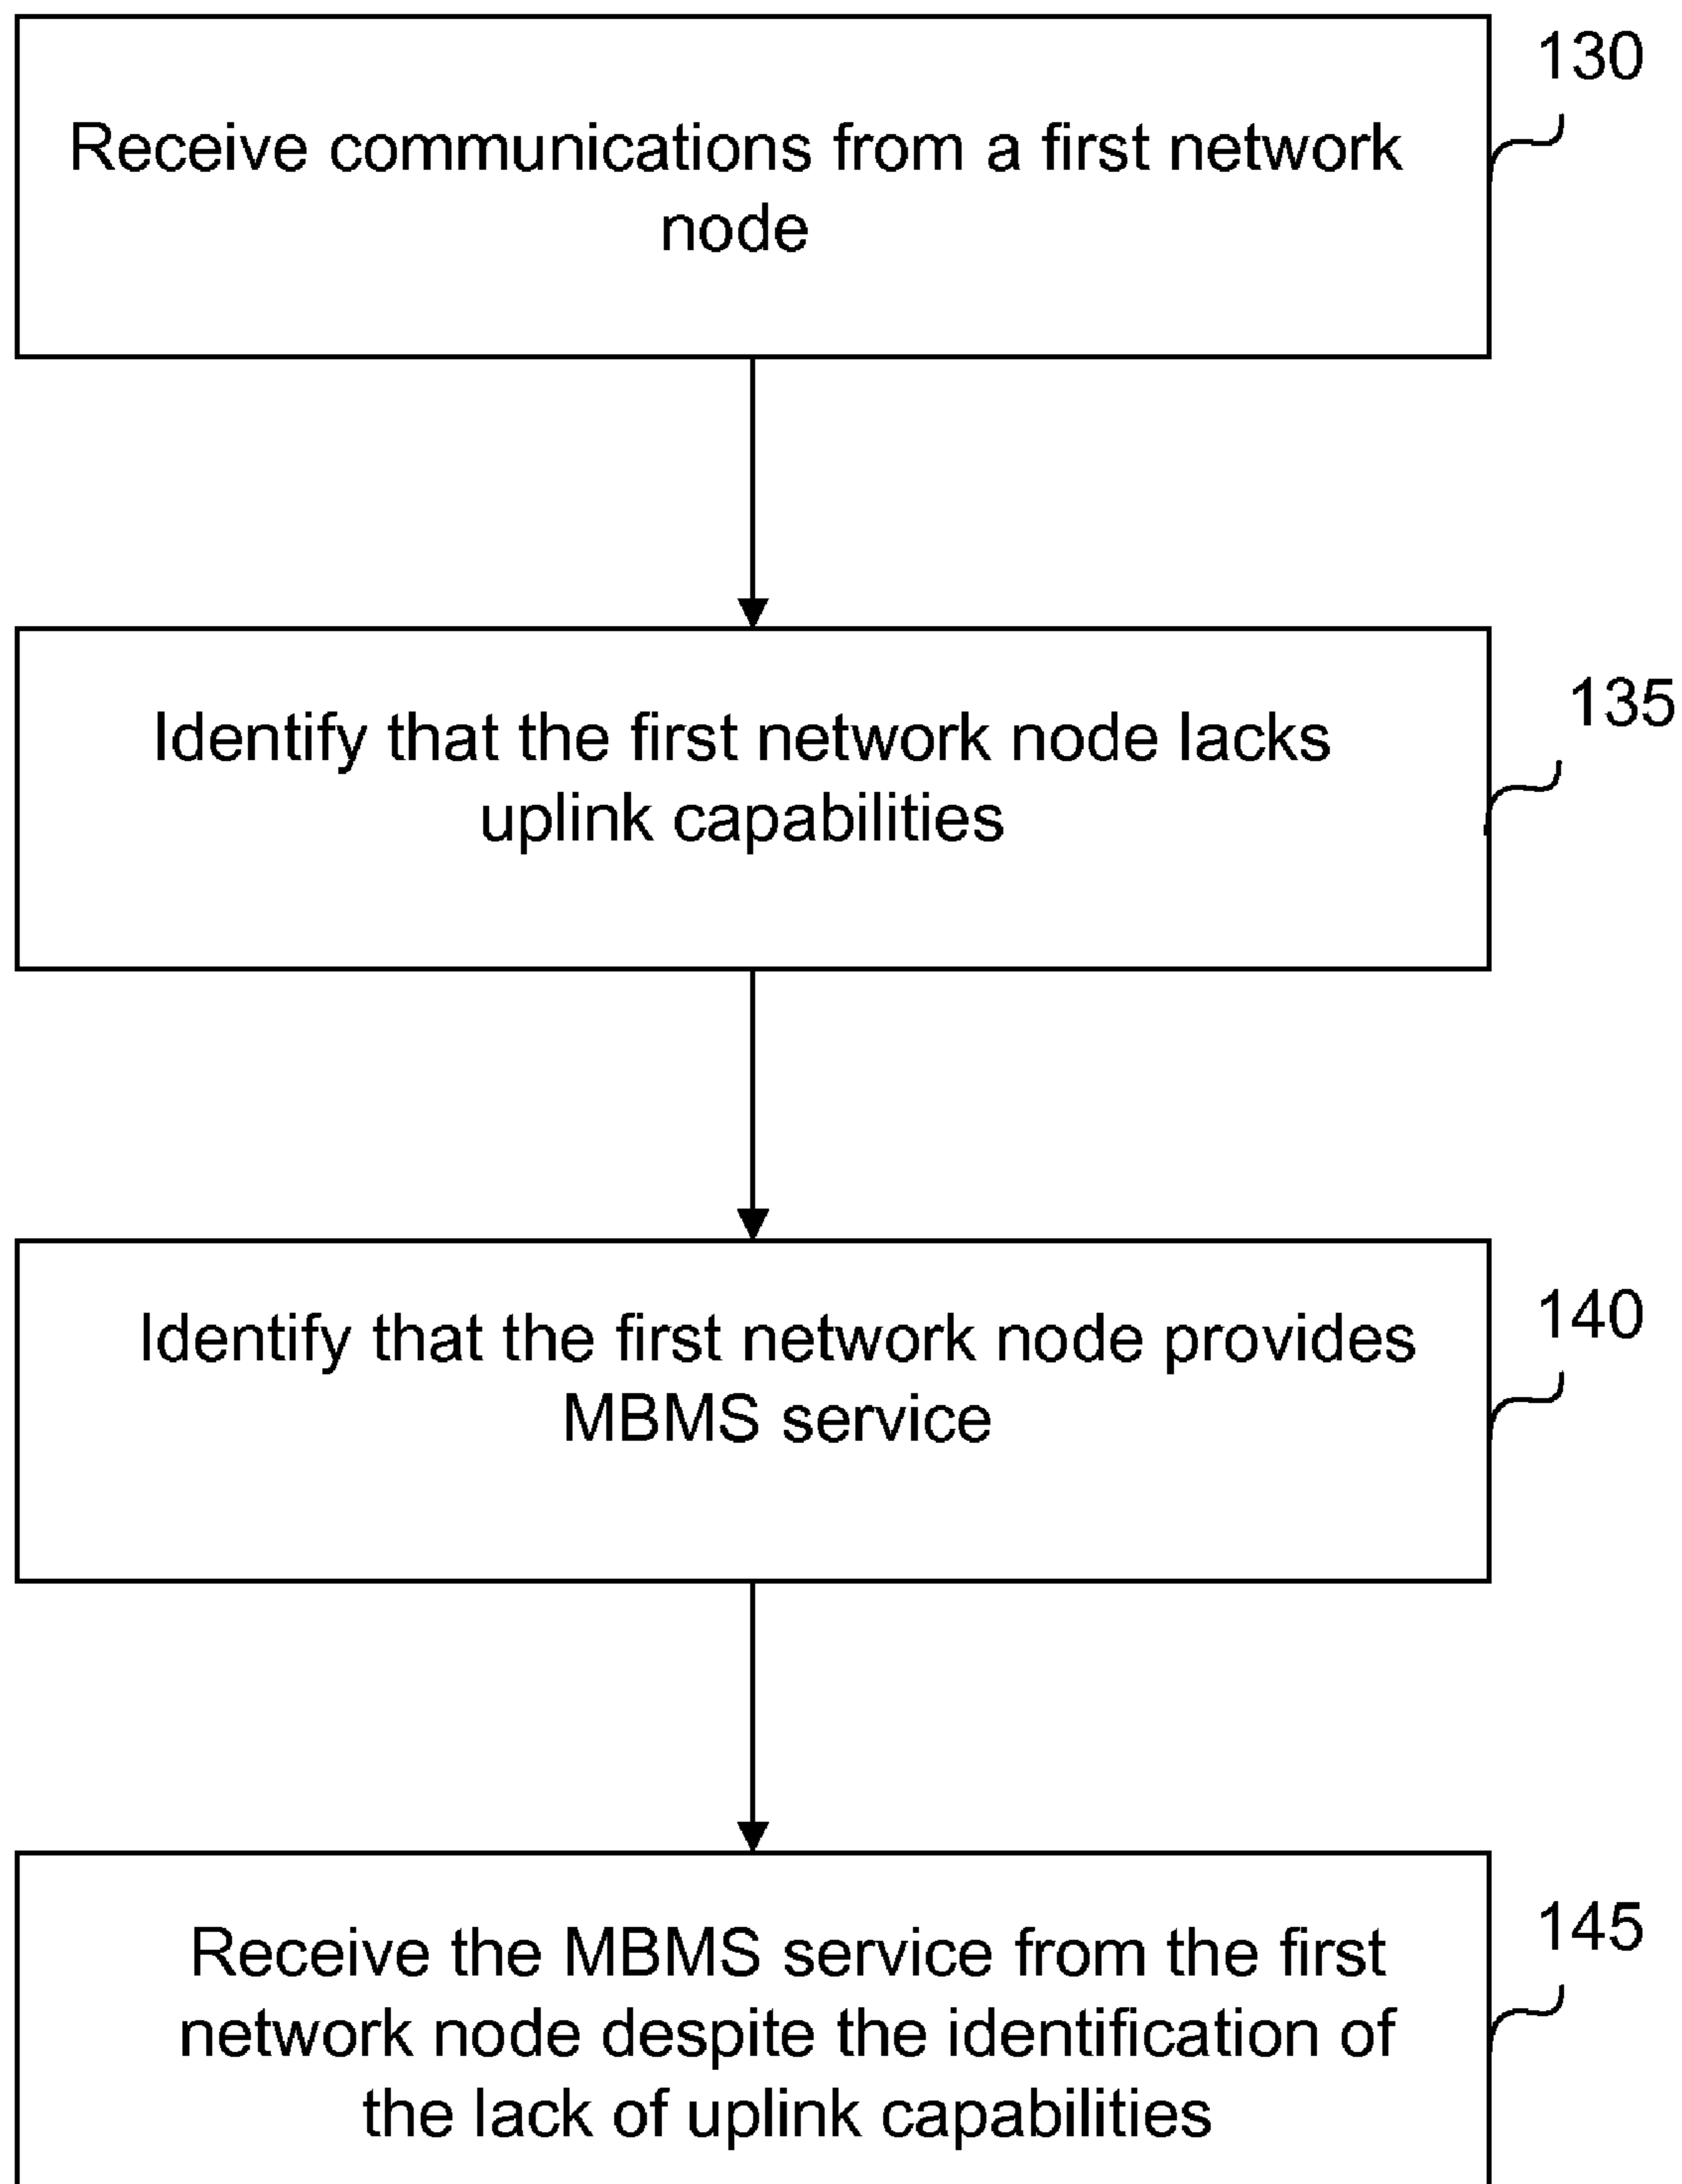 130
Receive communications from a first network
node
135
Identify that the first network node lacks
uplink capabilities
140
Identify that the first network node provides
MBMS service
145
Receive the MBMS service from the first
network node despite the identification of
the lack of uplink capabilities